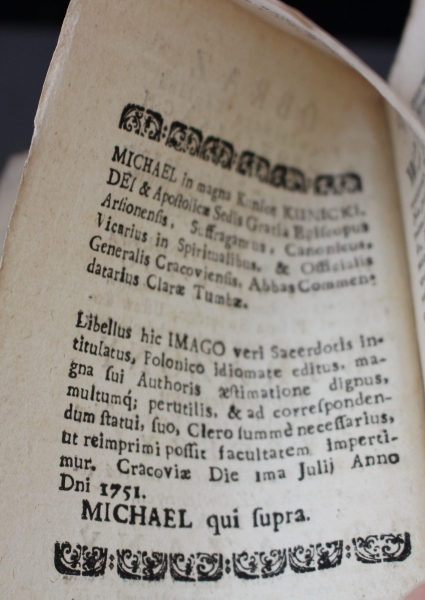 MICHAEL in magna Kunice KUNICKI,
DEI & Apoſtolicæ Sedis Gratia Epiſcopus
Arſionenſis, Suffraganeus, Canonicus,
Vicarius in Spiritualibus, & Officialis
Generalis Cracovienſis, Abbas Commen-
datarius Claræ Tumbæ.
Libellus hic IMAGO veri Sacerdotis in-
titulatus, Polonico idiomate editus, ma-
gna ſui Authoris æſtimatione dignus,
multumq; perutilis, & ad correſponden-
dum ſtatui, ſuo, Clero ſummè neceſſarius,
ut reimprimi poſſit facultatem imperti-
mur. Cracoviæ Die 1ma Julij Anno
Dni 1751.
MICHAEL qui ſupra.